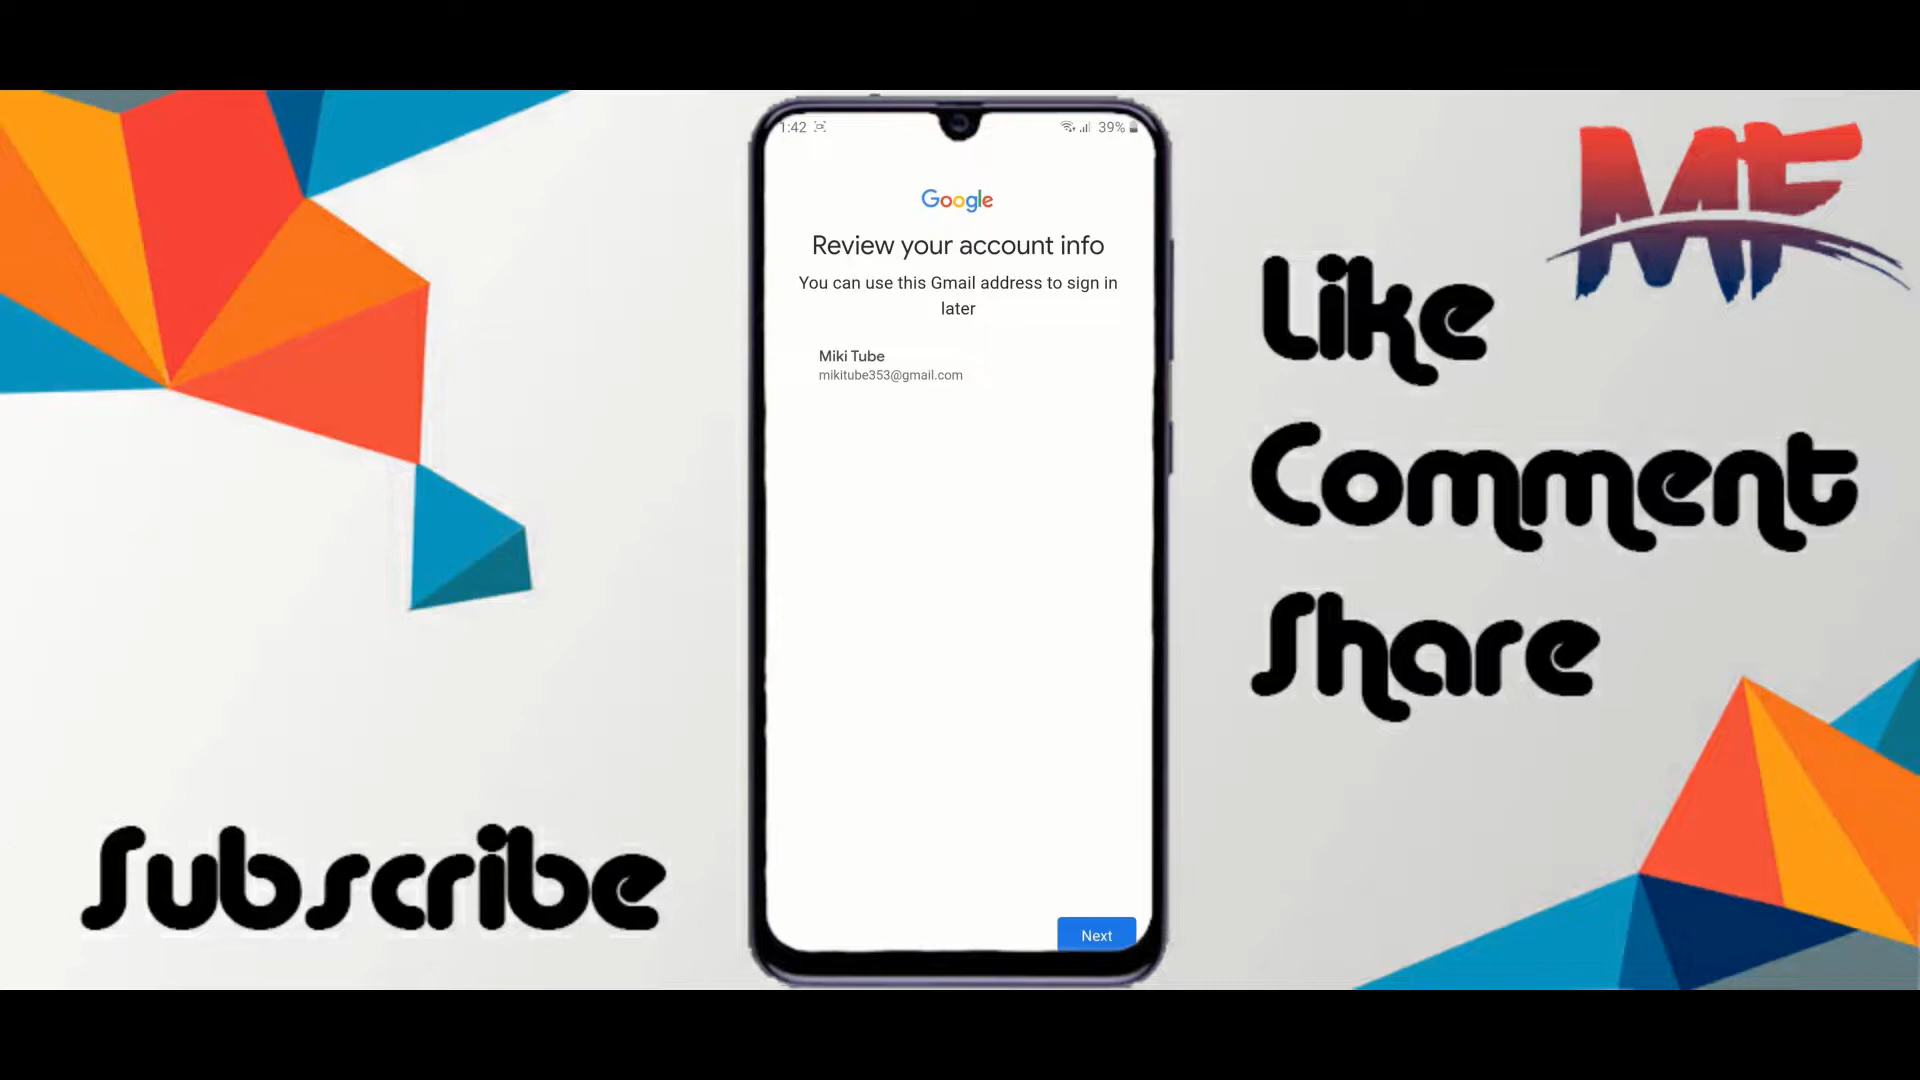 1:42
39%
Google
Review your account info
You can use this Gmail address to sign in
later
Miki Tube
mikitube353@gmail.com
Next
MF
Like
Comment
Share
Subscribe